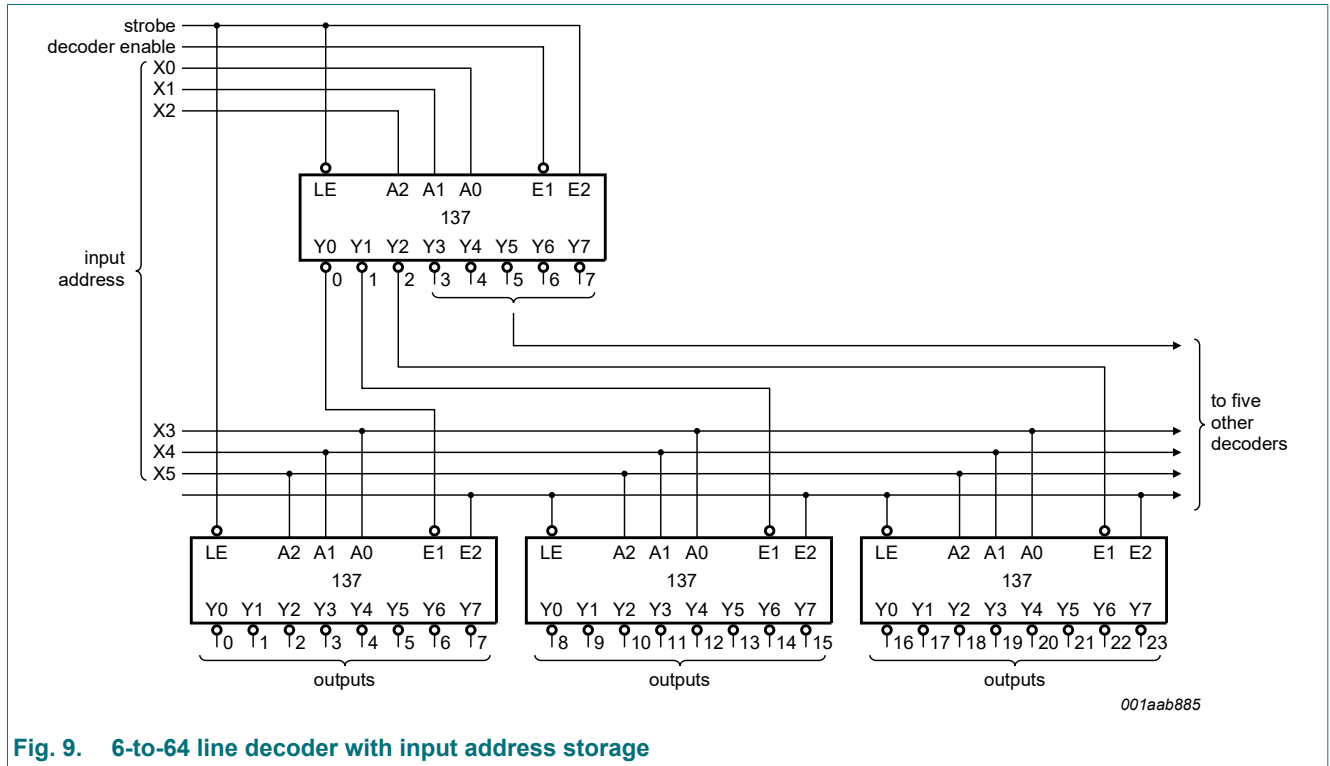 strobe
decoder enable
X0
X1
X2
LE A2 A1 A0 E1 E2
137
Y0 Y1 Y2 Y3 Y4 Y5 Y6 Y7
0 1 2 3 4 5 6 7
input
address
to five
other
decoders
X3
X4
X5
LE A2 A1 A0 E1 E2
137
Y0 Y1 Y2 Y3 Y4 Y5 Y6 Y7
0 1 2 3 4 5 6 7
outputs
LE A2 A1 A0 E1 E2
137
Y0 Y1 Y2 Y3 Y4 Y5 Y6 Y7
8 9 10 11 12 13 14 15
outputs
LE A2 A1 A0 E1 E2
137
Y0 Y1 Y2 Y3 Y4 Y5 Y6 Y7
16 17 18 19 20 21 22 23
outputs
001aab885
Fig. 9. 6-to-64 line decoder with input address storage